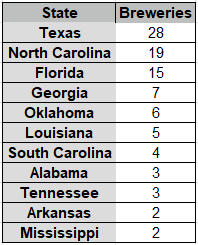 State Breweries
Texas 28
North Carolina 19
Florida 15
Georgia 7
Oklahoma 6
Louisiana 5
South Carolina 4
Alabama 3
Tennessee 3
Arkansas 2
Mississippi 2